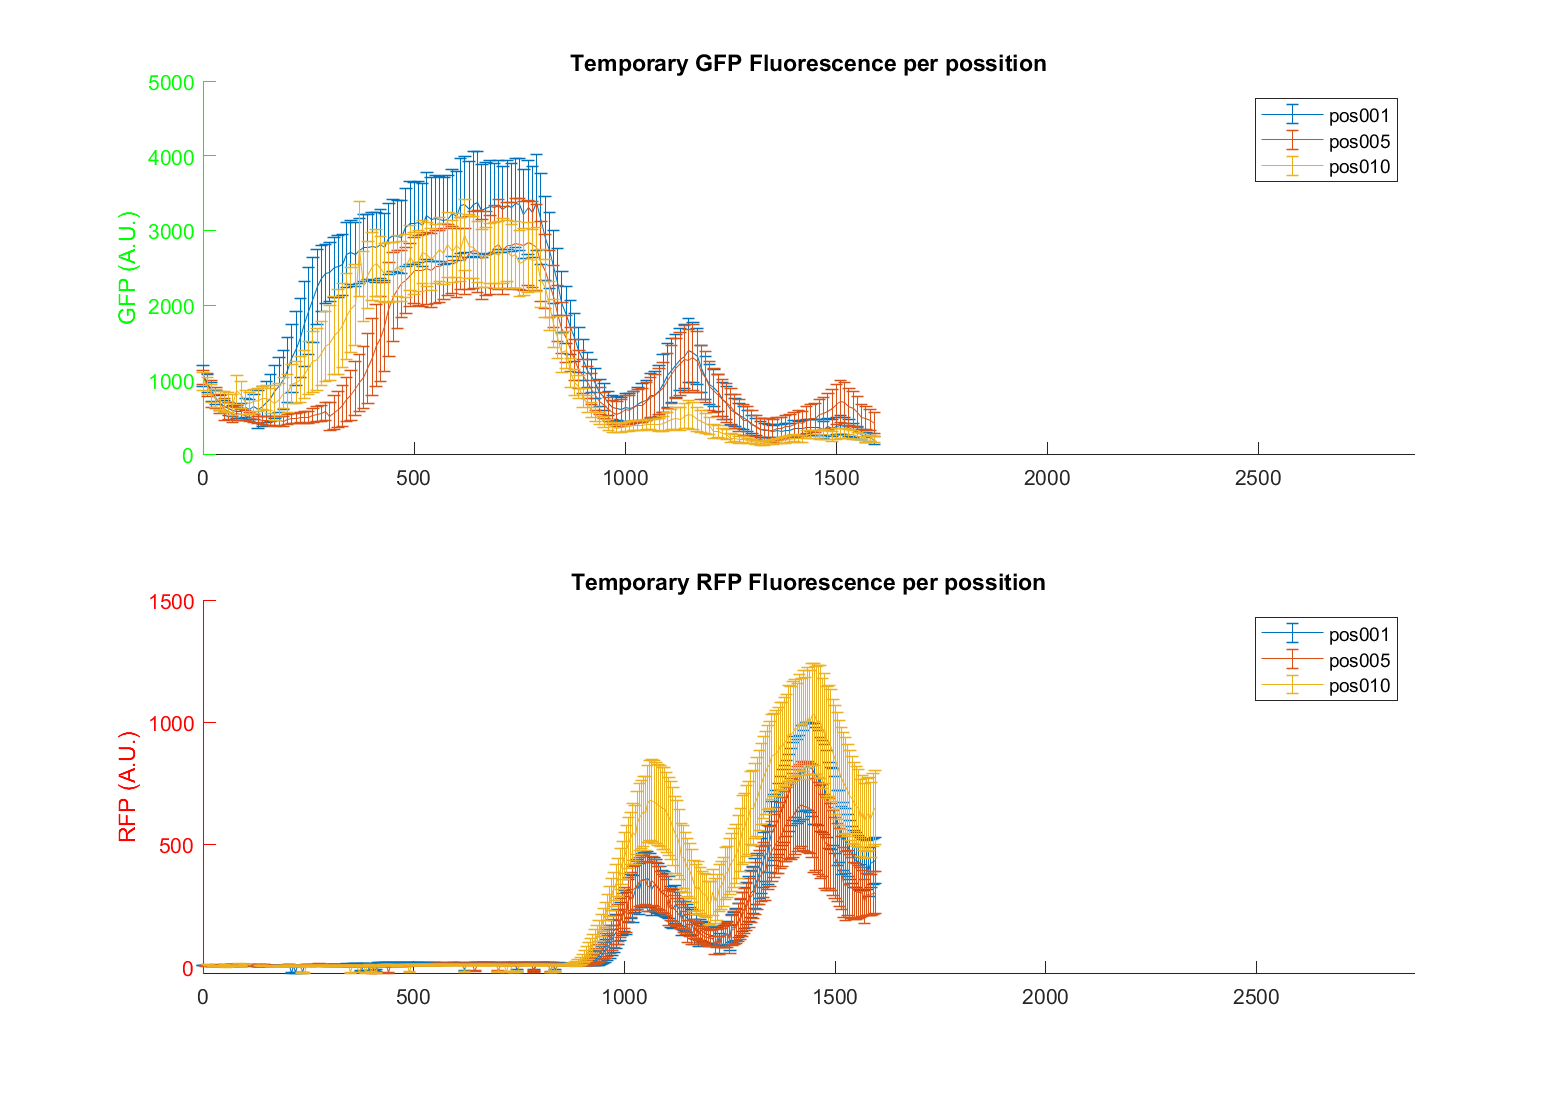 Temporary GFP Fluorescence per possition
5000
4000
3000
2000
1000
0
GFP (A.U.)
0 500 1000 1500 2000 2500
pos001
pos005
pos010
Temporary RFP Fluorescence per possition
1500
1000
500
0
RFP (A.U.)
0 500 1000 1500 2000 2500
pos001
pos005
pos010